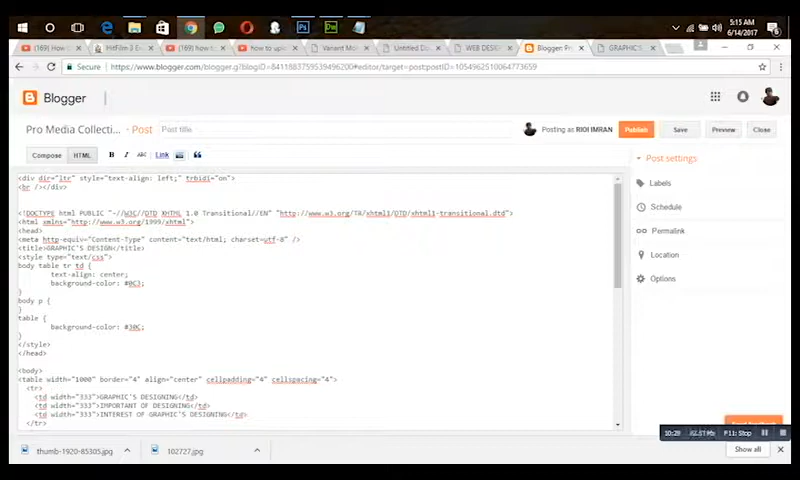 5:15 AM
6/14/2017
(169) How
HitFilm 3 E
(169) how t
how to uplo
Variant Mo
Untitled Do
WEB DESIG
Blogger: Pr
GRAPHIC'S
Secure
https://www.blogger.com/blogger.g?blogID=8411883759539496200#editor/target=post;postID=1054962510064773659
Blogger
Pro Media Collecti... · Post
Post title
Posting as RIOI IMRAN
Publish
Save
Preview
Close
Compose
HTML
B
I
ABC
Link
Post settings
<div dir="ltr" style="text-align: left;" trbidi="on">
<br /></div>
<!DOCTYPE html PUBLIC "-//W3C//DTD XHTML 1.0 Transitional//EN" "http://www.w3.org/TR/xhtml1/DTD/xhtml1-transitional.dtd">
<html xmlns="http://www.w3.org/1999/xhtml">
<head>
<meta http-equiv="Content-Type" content="text/html; charset=utf-8" />
<title>GRAPHIC'S DESIGN</title>
<style type="text/css">
body table tr td {
text-align: center;
background-color: #0C3;
}
body p {
}
table {
background-color: #30C;
}
</style>
</head>
<body>
<table width="1000" border="4" align="center" cellpadding="4" cellspacing="4">
<tr>
<td width="333">GRAPHIC'S DESIGNING</td>
<td width="333">IMPORTANT OF DESIGNING</td>
<td width="333">INTEREST OF GRAPHIC'S DESIGNING</td>
</tr>
Labels
Schedule
Permalink
Location
Options
F11: Stop
thumb-1920-85305.jpg
102727.jpg
Show all